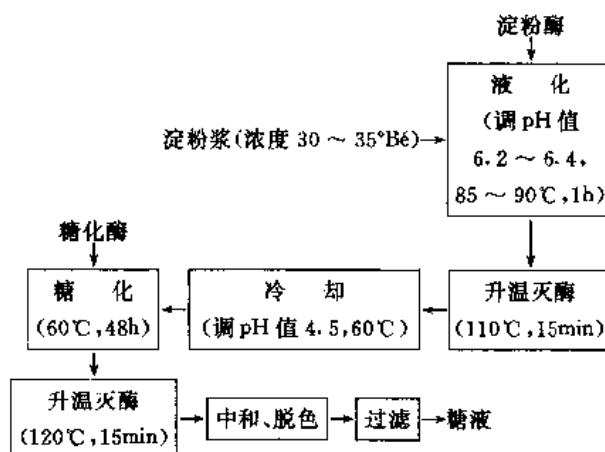 淀粉酶
液 化
淀粉浆(浓度 30 ~ 35°Bé)
(调 pH 值
6.2 ~ 6.4,
85 ~ 90℃,1h)
糖化酶
糖 化
(60℃,48h)
冷 却
(调 pH 值 4.5,60℃)
升温灭酶
(110℃,15min)
升温灭酶
(120℃,15min)
中和、脱色
过滤
糖液